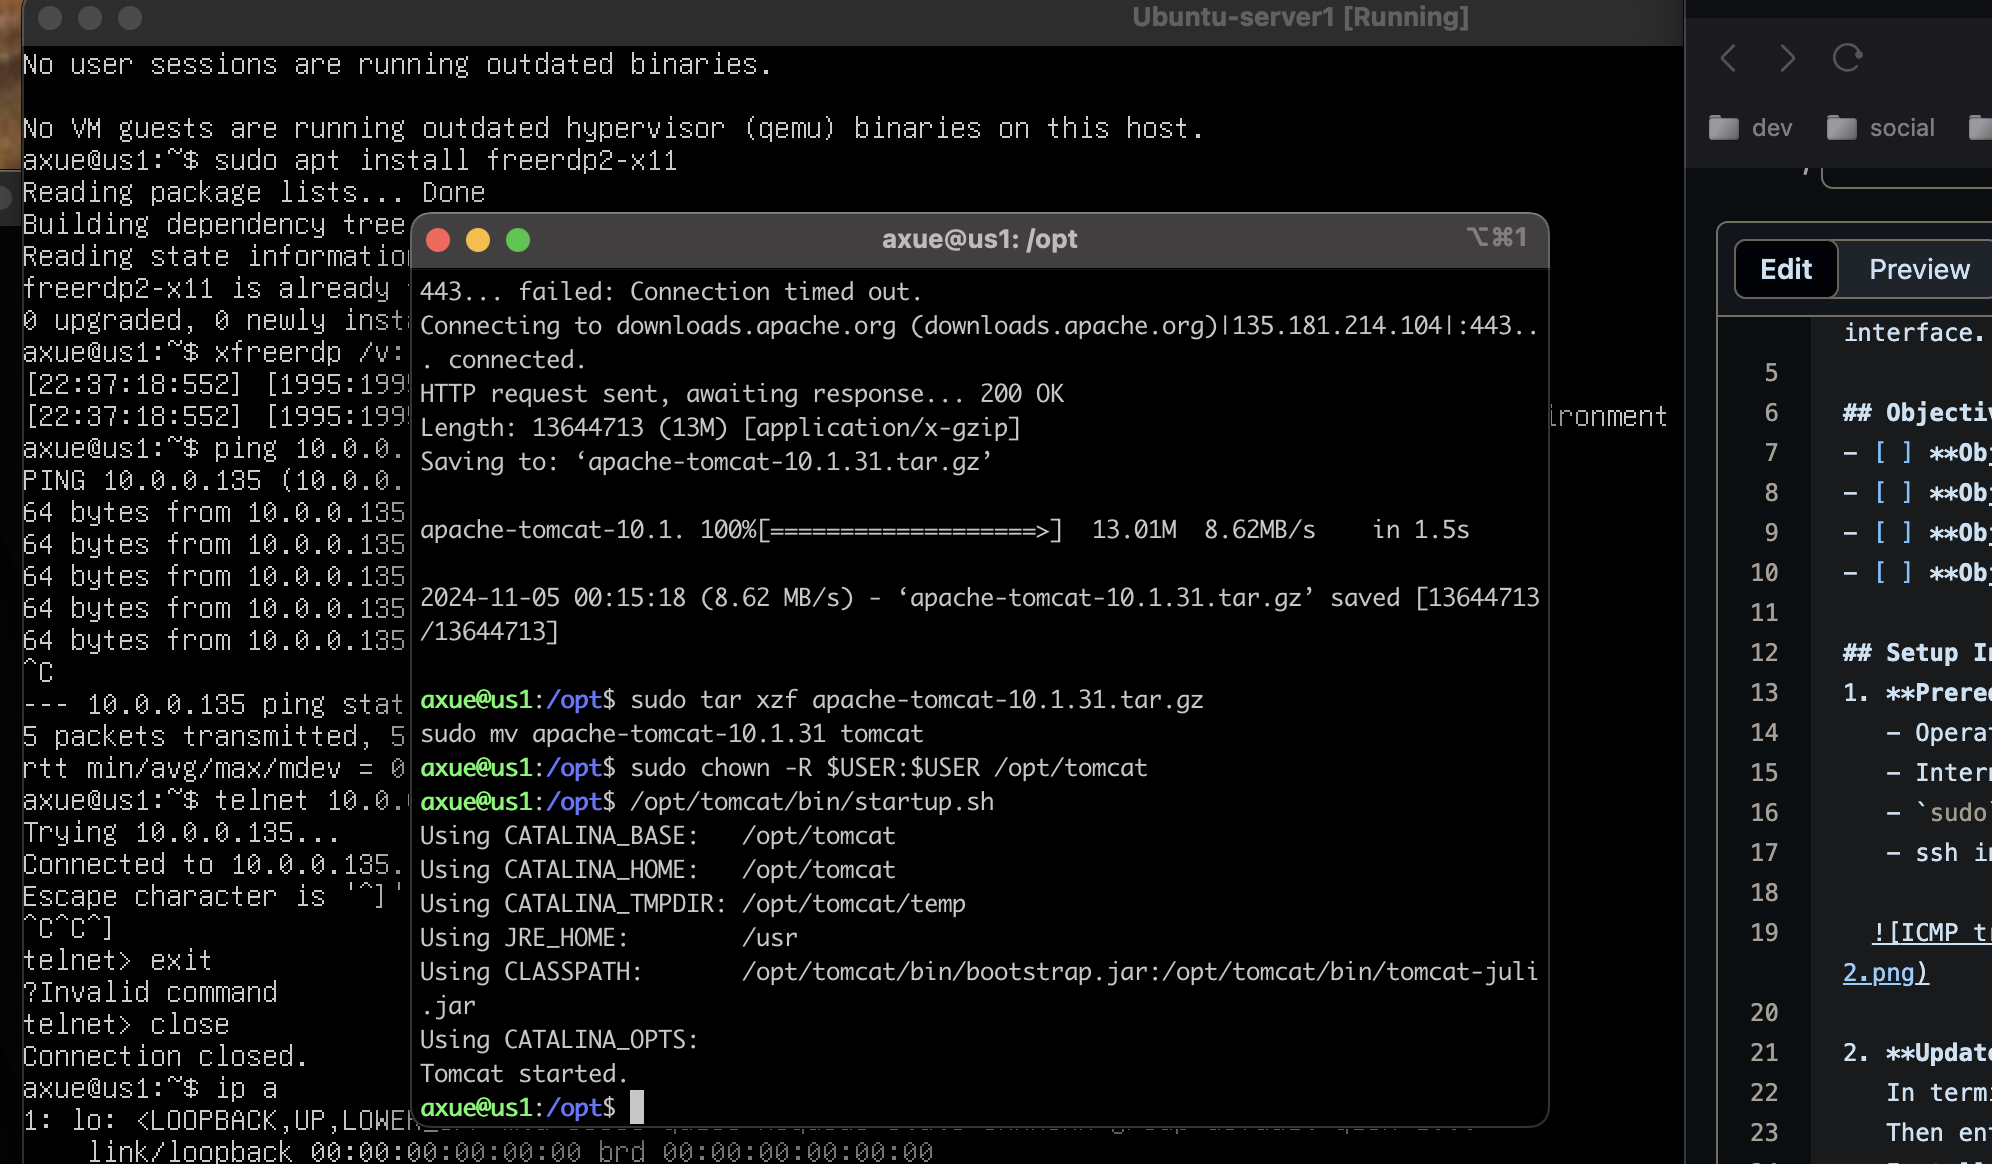 Ubuntu-server1 [Running]
No user sessions are running outdated binaries.
No VM guests are running outdated hypervisor (qemu) binaries on this host.
axue@us1:~$ sudo apt install freerdp2-x11
Reading package lists... Done
Building dependency tree
Reading state informatio
freerdp2-x11 is already
0 upgraded, 0 newly inst
axue@us1:~$ xfreerdp /v:
[22:37:18:552] [1995:199
[22:37:18:552] [1995:199
ironment
axue@us1:~$ ping 10.0.0.
PING 10.0.0.135 (10.0.0.
64 bytes from 10.0.0.135
64 bytes from 10.0.0.135
64 bytes from 10.0.0.135
64 bytes from 10.0.0.135
64 bytes from 10.0.0.135
^C
--- 10.0.0.135 ping stat
5 packets transmitted, 5
rtt min/avg/max/mdev = 0
axue@us1:~$ telnet 10.0.
Trying 10.0.0.135...
Connected to 10.0.0.135.
Escape character is '^]'
^C^C^]
telnet> exit
?Invalid command
telnet> close
Connection closed.
axue@us1:~$ ip a
1: lo: <LOOPBACK,UP,LOWER
link/loopback 00:00:00:00:00:00 brd 00:00:00:00:00:00
axue@us1: /opt
⌥⌘1
443... failed: Connection timed out.
Connecting to downloads.apache.org (downloads.apache.org)|135.181.214.104|:443..
. connected.
HTTP request sent, awaiting response... 200 OK
Length: 13644713 (13M) [application/x-gzip]
Saving to: ‘apache-tomcat-10.1.31.tar.gz’
apache-tomcat-10.1. 100%[===================>]  13.01M  8.62MB/s    in 1.5s
2024-11-05 00:15:18 (8.62 MB/s) - ‘apache-tomcat-10.1.31.tar.gz’ saved [13644713
/13644713]
axue@us1:/opt$ sudo tar xzf apache-tomcat-10.1.31.tar.gz
sudo mv apache-tomcat-10.1.31 tomcat
axue@us1:/opt$ sudo chown -R $USER:$USER /opt/tomcat
axue@us1:/opt$ /opt/tomcat/bin/startup.sh
Using CATALINA_BASE:   /opt/tomcat
Using CATALINA_HOME:   /opt/tomcat
Using CATALINA_TMPDIR: /opt/tomcat/temp
Using JRE_HOME:        /usr
Using CLASSPATH:       /opt/tomcat/bin/bootstrap.jar:/opt/tomcat/bin/tomcat-juli
.jar
Using CATALINA_OPTS:
Tomcat started.
axue@us1:/opt$
dev social
Edit Preview
interface.
5
6 ## Objectiv
7 - [ ] **Obj
8 - [ ] **Obj
9 - [ ] **Obj
10 - [ ] **Obj
11
12 ## Setup In
13 1. **Prere
14 - Operat
15 - Intern
16 - `sudo`
17 - ssh in
18
19 ![ICMP tr
2.png)
20
21 2. **Update
22 In termi
23 Then ent